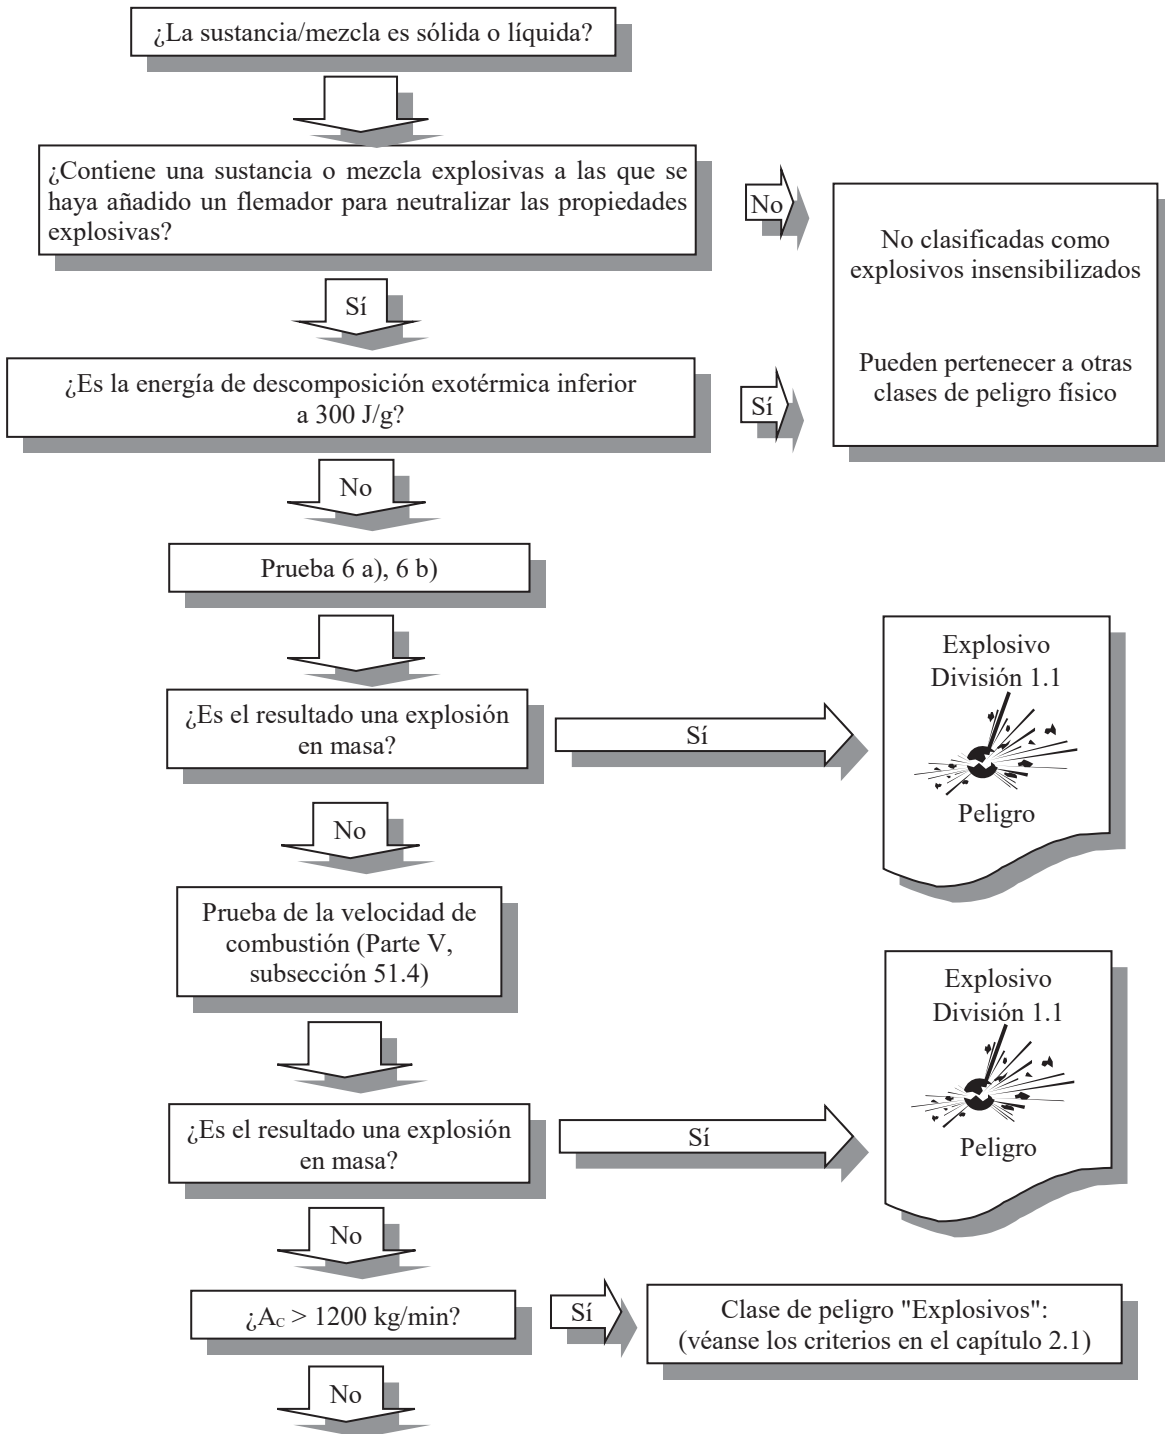 ¿La sustancia/mezcla es sólida o líquida?
¿Contiene una sustancia o mezcla explosivas a las que se
haya añadido un flemador para neutralizar las propiedades
explosivas?
No
No clasificadas como
explosivos insensibilizados
Pueden pertenecer a otras
clases de peligro físico
Sí
¿Es la energía de descomposición exotérmica inferior
a 300 J/g?
Sí
No
Prueba 6 a), 6 b)
¿Es el resultado una explosión
en masa?
Sí
Explosivo
División 1.1
Peligro
No
Prueba de la velocidad de
combustión (Parte V,
subsección 51.4)
¿Es el resultado una explosión
en masa?
Sí
Explosivo
División 1.1
Peligro
No
¿AC > 1200 kg/min?
Sí
Clase de peligro "Explosivos":
(véanse los criterios en el capítulo 2.1)
No